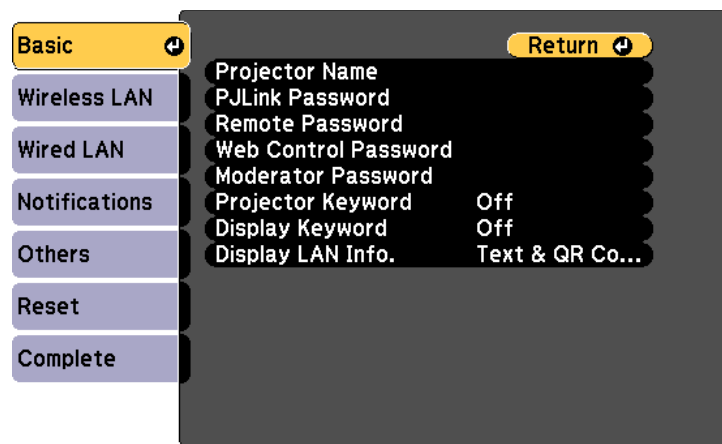 Basic
Wireless LAN
Wired LAN
Notifications
Others
Reset
Complete
Return
Projector Name
PJLink Password
Remote Password
Web Control Password
Moderator Password
Projector Keyword Off
Display Keyword Off
Display LAN Info. Text & QR Co...